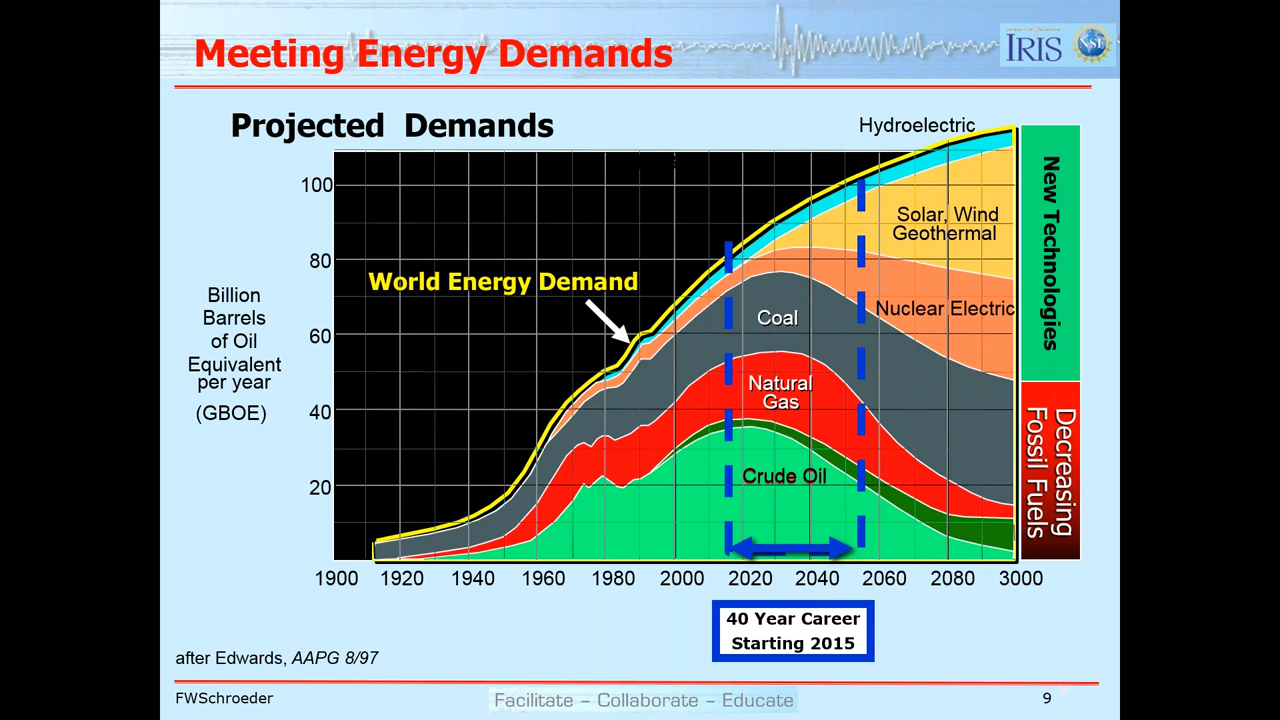 Meeting Energy Demands
IRIS
NSF
Projected Demands
Hydroelectric
100
80
60
40
20
Billion
Barrels
of Oil
Equivalent
per year
(GBOE)
World Energy Demand
Solar, Wind
Geothermal
Nuclear Electric
Coal
Natural
Gas
Crude Oil
New Technologies
Decreasing
Fossil Fuels
1900 1920 1940 1960 1980 2000 2020 2040 2060 2080 3000
40 Year Career
Starting 2015
after Edwards, AAPG 8/97
FWSchroeder
Facilitate – Collaborate – Educate
9